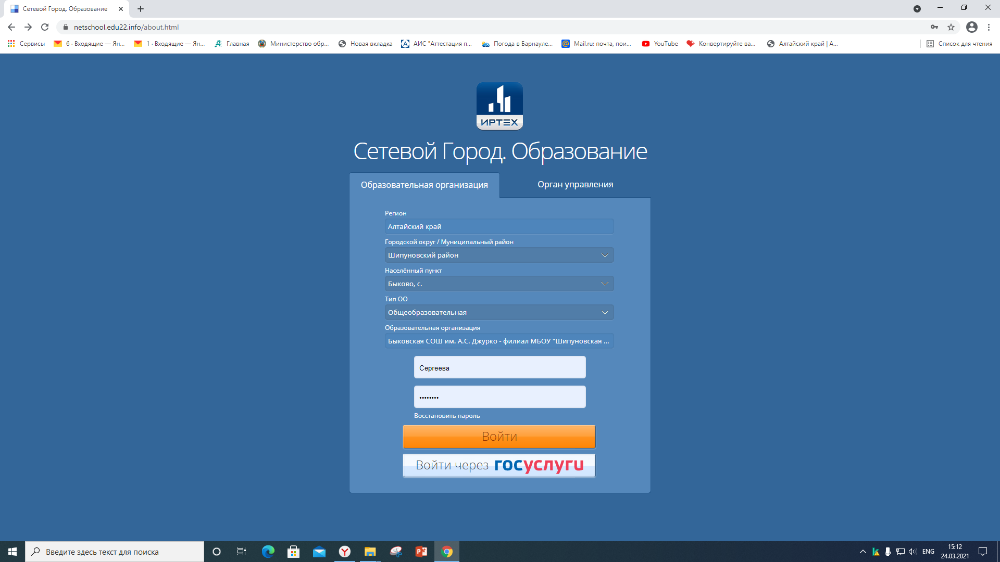 Сетевой Город. Образование
netschool.edu22.info/about.html
Сервисы
6 · Входящие — Ян...
1 · Входящие — Ян...
Главная
Министерство обр...
Новая вкладка
АИС "Аттестация п...
Погода в Барнауле...
Mail.ru: почта, пои...
YouTube
Конвертируйте ва...
Алтайский край | А...
Список для чтения
ИРТЕХ
Сетевой Город. Образование
Образовательная организация
Орган управления
Регион
Алтайский край
Городской округ / Муниципальный район
Шипуновский район
Населённый пункт
Быково, с.
Тип ОО
Общеобразовательная
Образовательная организация
Быковская СОШ им. А.С. Джурко - филиал МБОУ "Шипуновская ...
Сергеева
••••••••
Восстановить пароль
Войти
Войти через госуслуги
Введите здесь текст для поиска
ENG
15:12
24.03.2021